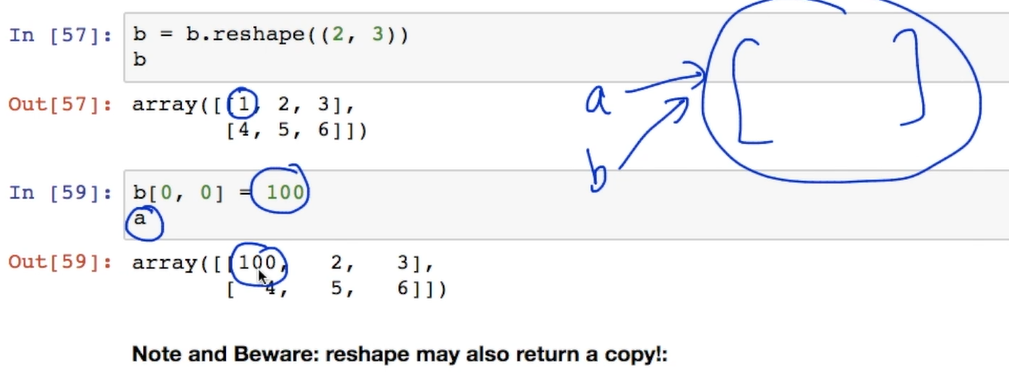 In [57]: b = b.reshape((2, 3))
b
Out[57]: array([[1, 2, 3],
[4, 5, 6]])
a
b
In [59]: b[0, 0] = 100
a
Out[59]: array([[100, 2, 3],
[ 4, 5, 6]])
Note and Beware: reshape may also return a copy!: